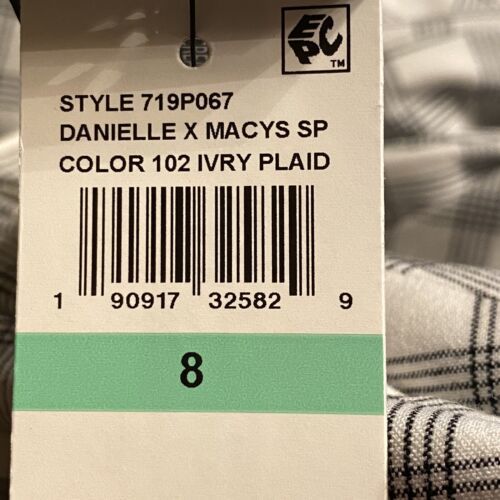 EPC
TM
STYLE 719P067
DANIELLE X MACYS SP
COLOR 102 IVRY PLAID
1 90917 32582 9
8